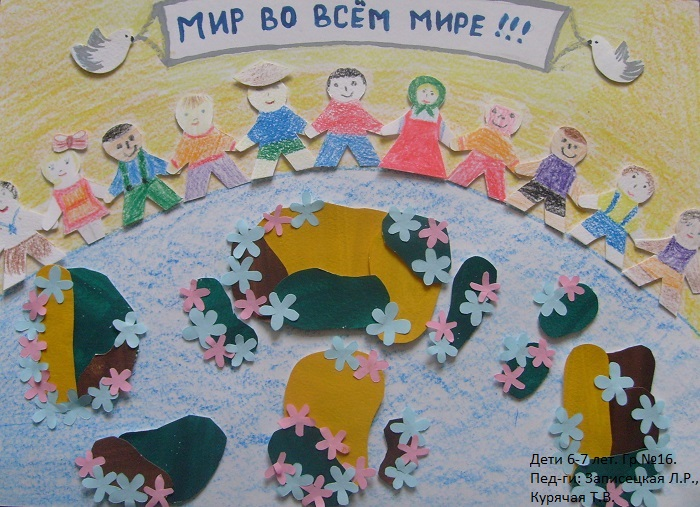 МИР ВО ВСЁМ МИРЕ !!!
Дети 6-7 лет. Гр №16.
Пед-ги: Записецкая Л.Р.,
Курячая Т.В.